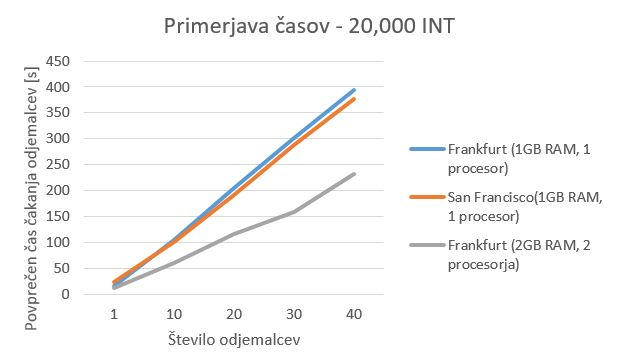 Primerjava časov - 20,000 INT
Povprečen čas čakanja odjemalcev [s]
450
400
350
300
250
200
150
100
50
0
1 10 20 30 40
Število odjemalcev
Frankfurt (1GB RAM, 1
procesor)
San Francisco(1GB RAM,
1 procesor)
Frankfurt (2GB RAM, 2
procesorja)